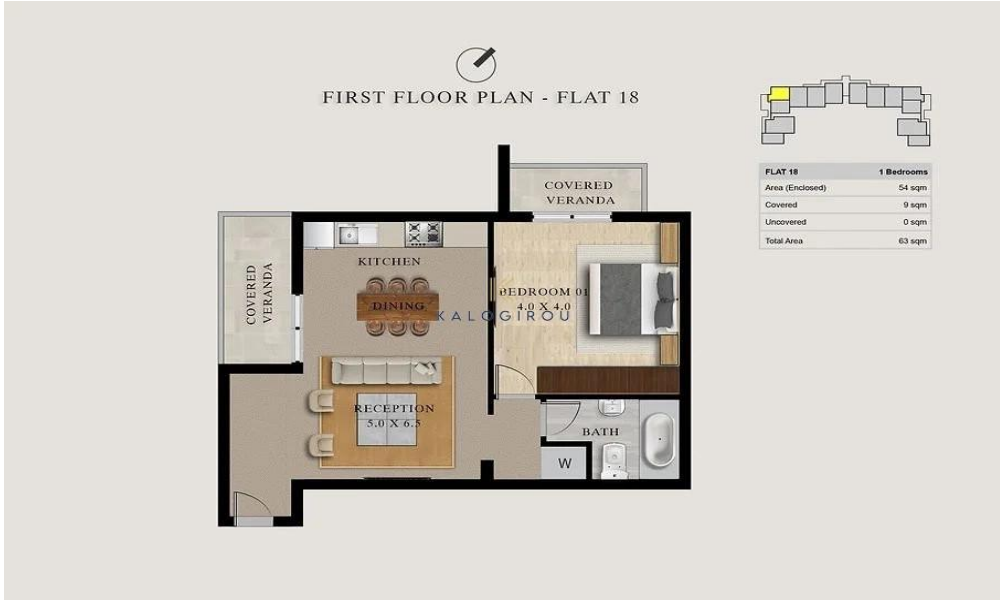 FIRST FLOOR PLAN - FLAT 18
FLAT 18 1 Bedrooms
Area (Enclosed) 54 sqm
Covered 9 sqm
Uncovered 0 sqm
Total Area 63 sqm
COVERED
VERANDA
COVERED
VERANDA
KITCHEN
DINING
BEDROOM 01
4.0 X 4.0
KALOGIROU
RECEPTION
5.0 X 6.5
BATH
W